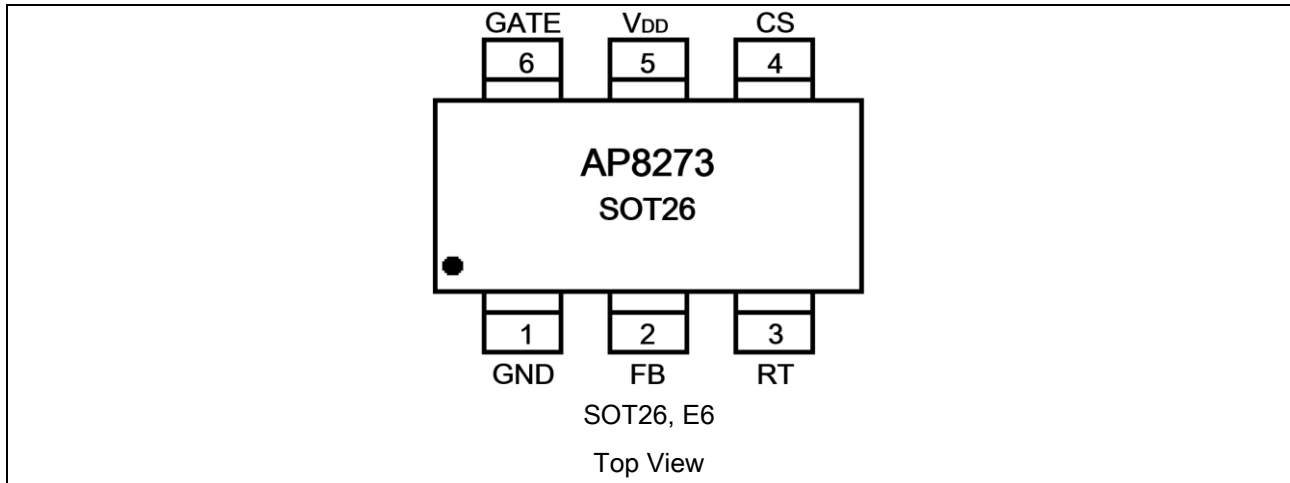 GATE VDD CS
6 5 4
AP8273
SOT26
1 2 3
GND FB RT
SOT26, E6
Top View